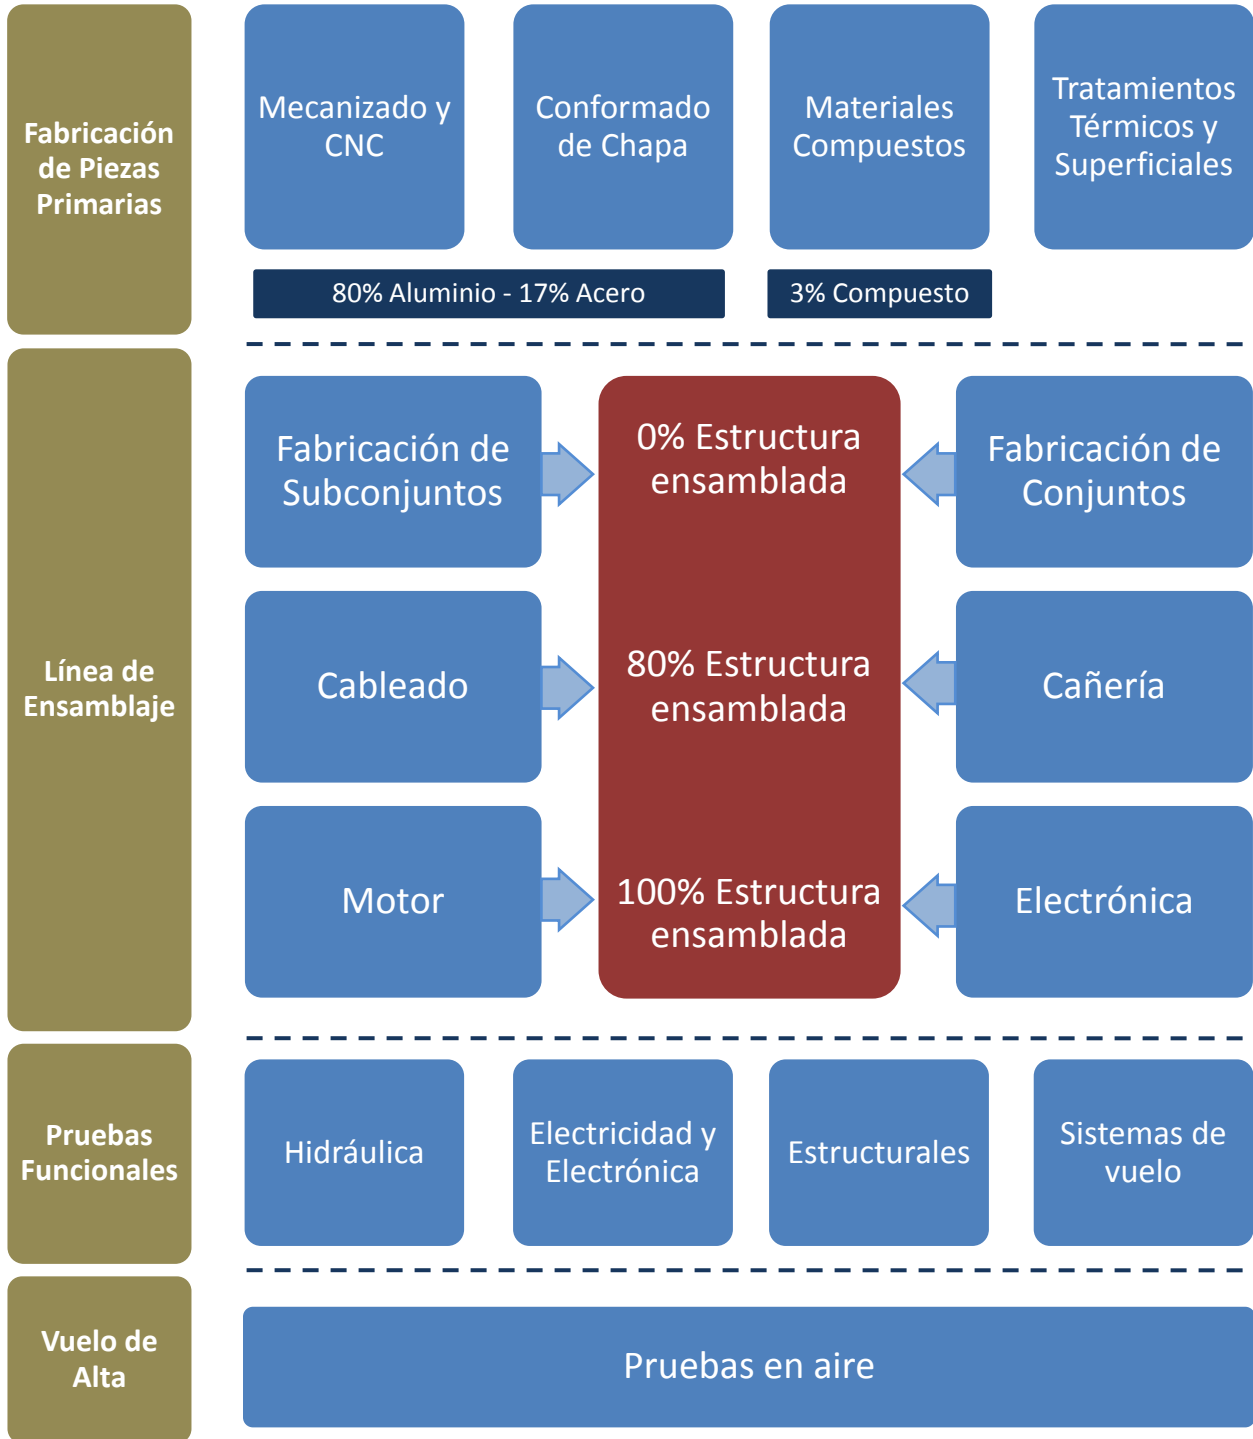 Fabricación
de Piezas
Primarias
Mecanizado y
CNC
Conformado
de Chapa
Materiales
Compuestos
Tratamientos
Térmicos y
Superficiales
80% Aluminio - 17% Acero
3% Compuesto
Línea de
Ensamblaje
Fabricación de
Subconjuntos
0% Estructura
ensamblada
Fabricación de
Conjuntos
Cableado
80% Estructura
ensamblada
Cañería
Motor
100% Estructura
ensamblada
Electrónica
Pruebas
Funcionales
Hidráulica
Electricidad y
Electrónica
Estructurales
Sistemas de
vuelo
Vuelo de
Alta
Pruebas en aire